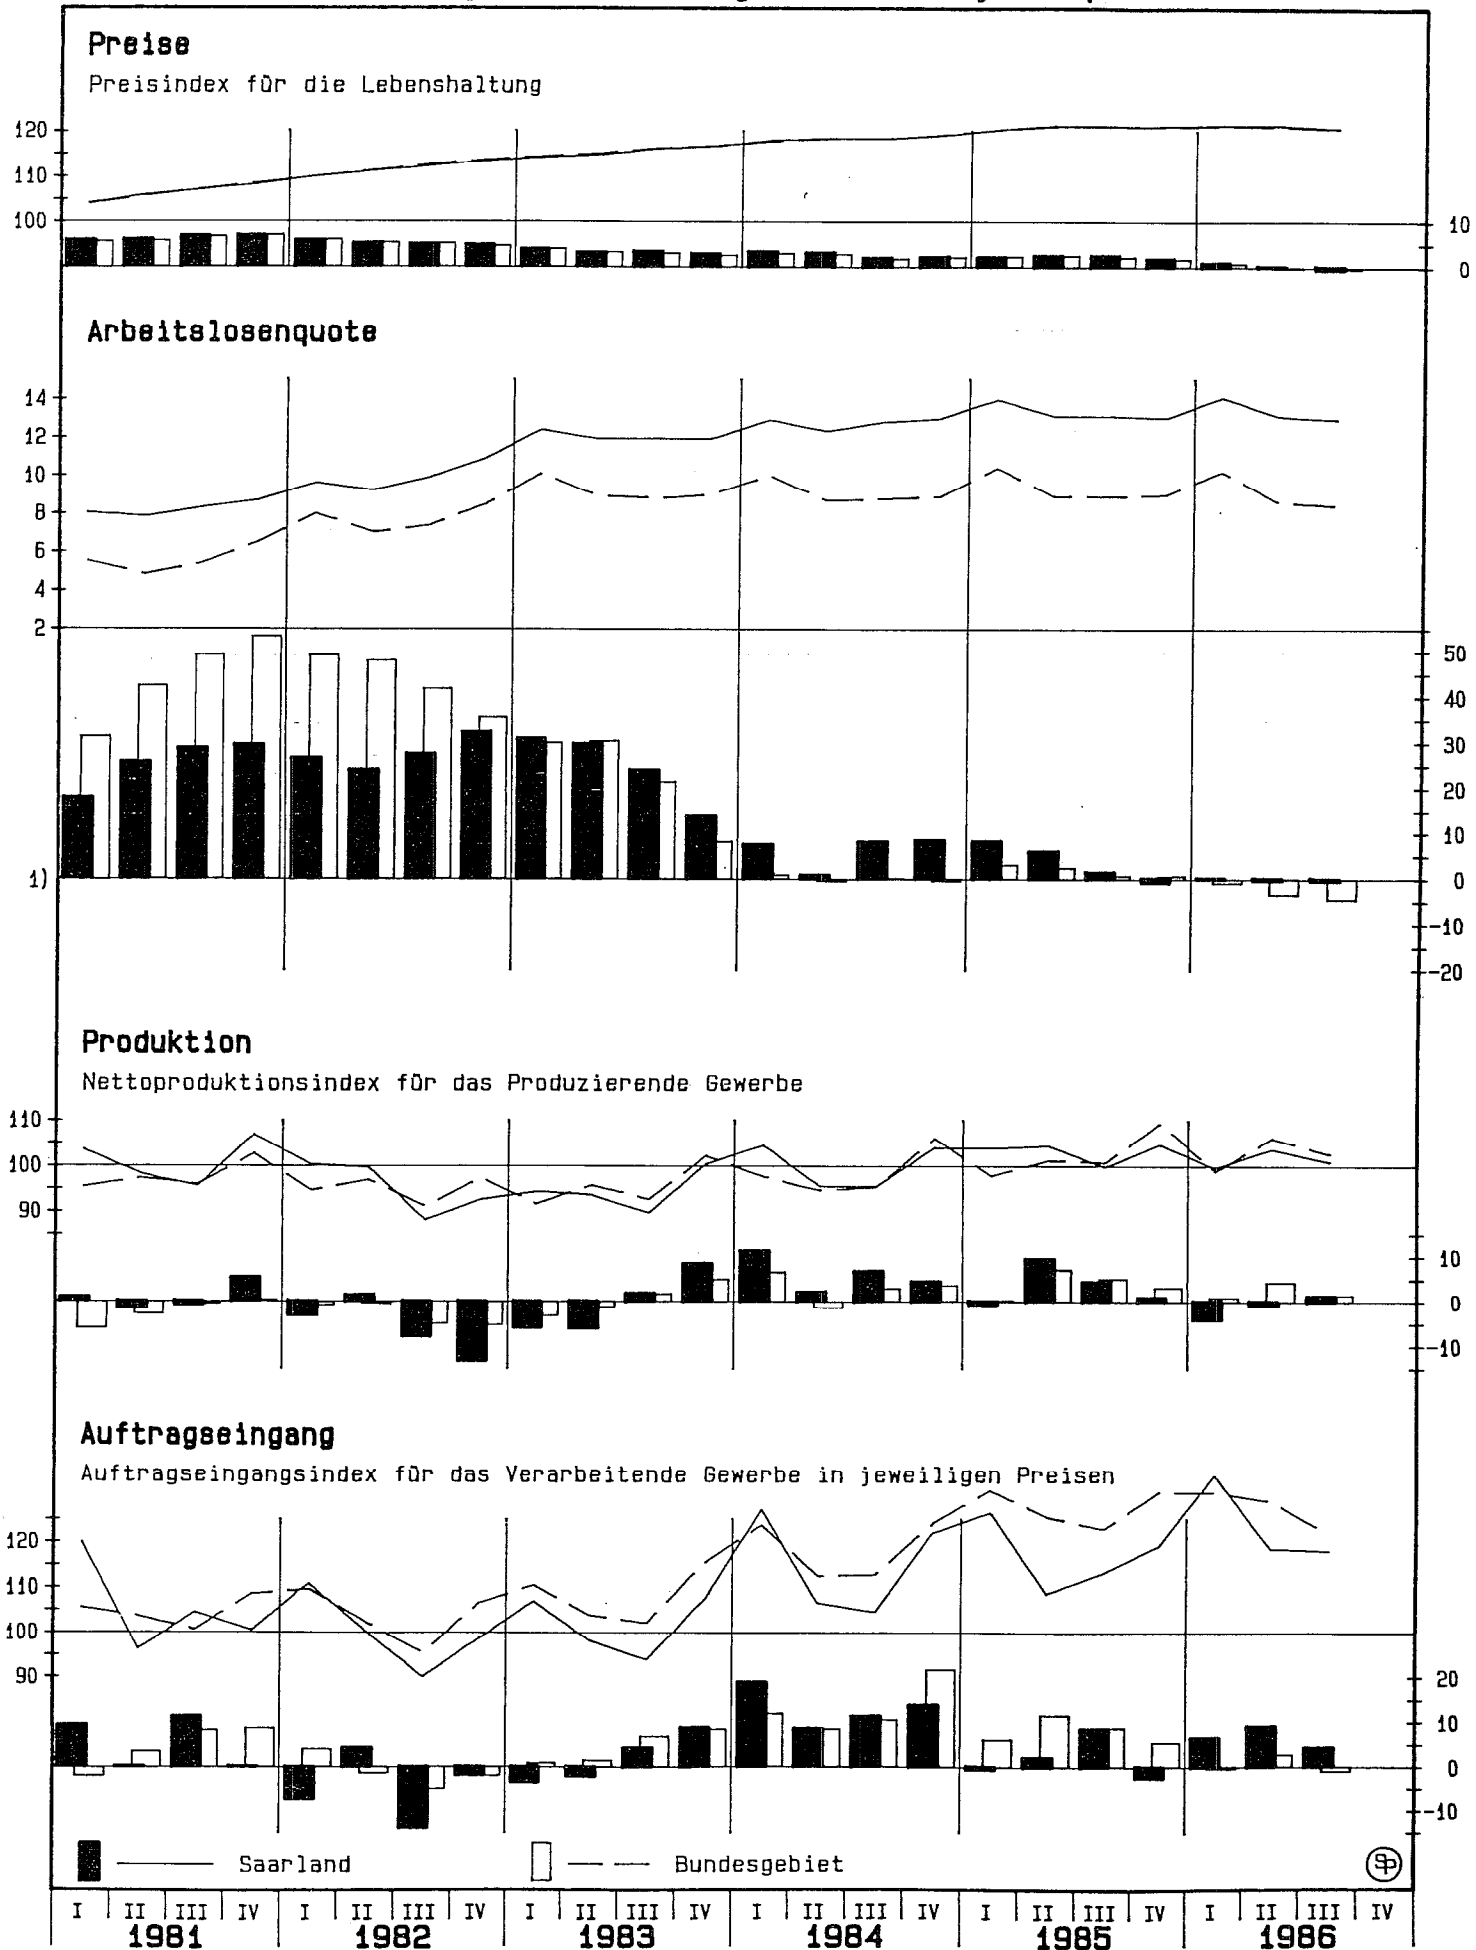 Preise
Preisindex für die Lebenshaltung
120
110
100
10
0
Arbeitslosenquote
14
12
10
8
6
4
2
50
40
30
20
10
1)
0
-10
-20
Produktion
Nettoproduktionsindex für das Produzierende Gewerbe
110
100
90
10
0
-10
Auftragseingang
Auftragseingangsindex für das Verarbeitende Gewerbe in jeweiligen Preisen
120
110
100
90
20
10
0
-10
Saarland
Bundesgebiet
SP
I II III IV I II III IV I II III IV I II III IV I II III IV I II III IV
1981 1982 1983 1984 1985 1986